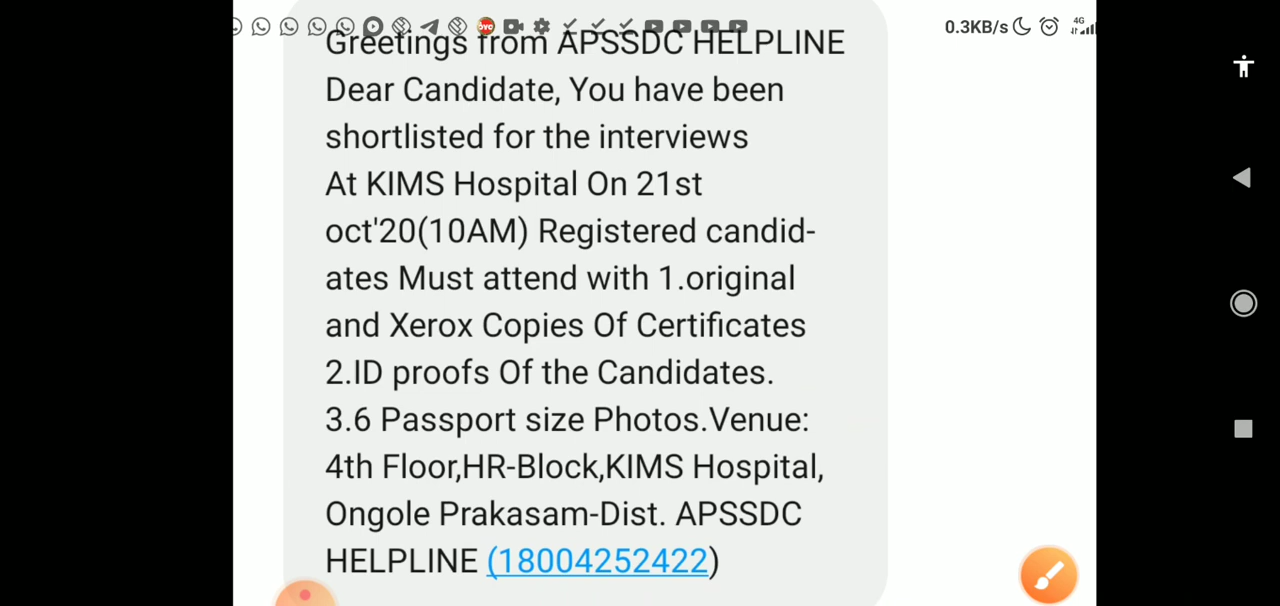 0.3KB/s 4G
Greetings from APSSDC HELPLINE
Dear Candidate, You have been
shortlisted for the interviews
At KIMS Hospital On 21st
oct'20(10AM) Registered candid-
ates Must attend with 1.original
and Xerox Copies Of Certificates
2.ID proofs Of the Candidates.
3.6 Passport size Photos.Venue:
4th Floor,HR-Block,KIMS Hospital,
Ongole Prakasam-Dist. APSSDC
HELPLINE (18004252422)